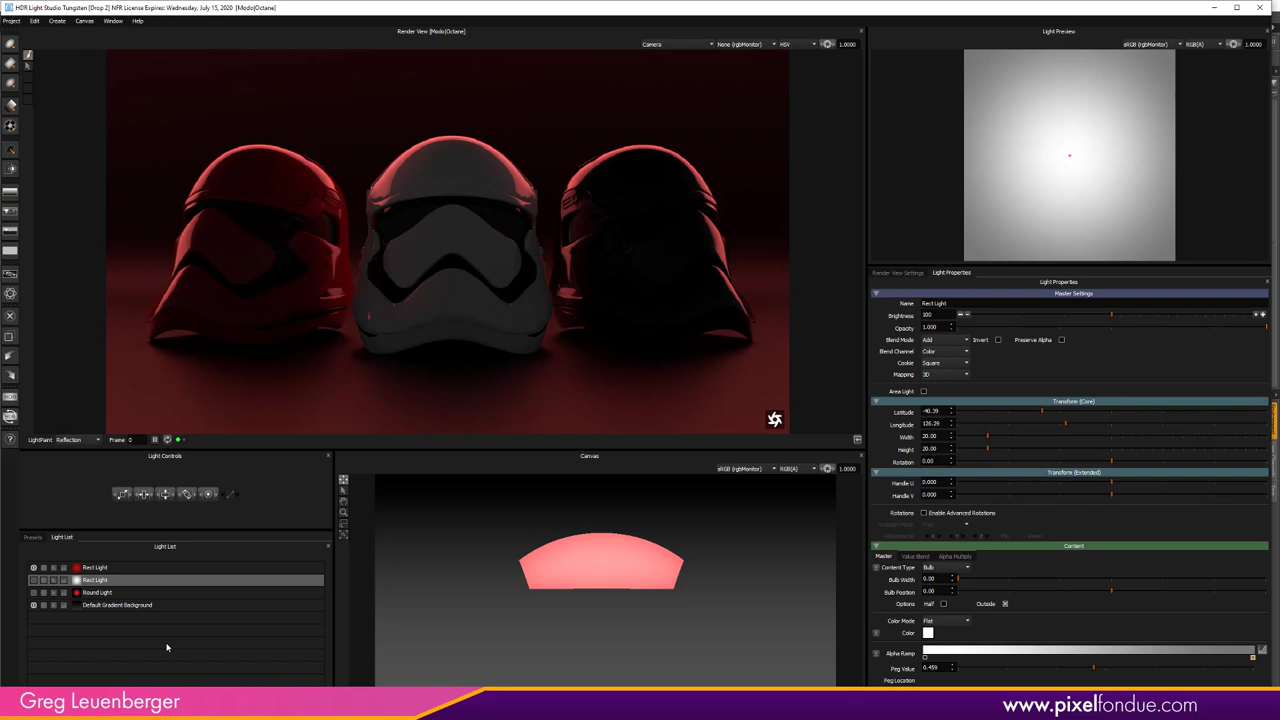 HDR Light Studio Tungsten [Drop 2] NFR License Expires: Wednesday, July 15, 2020 [Modo|Octane]
Project Edit Create Canvas Window Help
Render View [Modo|Octane]
Camera None (rgbMonitor) HSV 1.0000
LightPaint Reflection Frame 0
Light Controls
Presets Light List
Light List
Rect Light
Rect Light
Round Light
Default Gradient Background
Canvas
sRGB (rgbMonitor) RGB(A) 1.0000
Light Preview
sRGB (rgbMonitor) RGB(A) 1.0000
Render View Settings Light Properties
Light Properties
Master Settings
Name Rect Light
Brightness 100
Opacity 1.000
Blend Mode Add Invert Preserve Alpha
Blend Channel Color
Cookie Square
Mapping 3D
Area Light
Transform (Core)
Latitude -40.39
Longitude 126.29
Width 20.00
Height 20.00
Rotation 0.00
Transform (Extended)
Handle U 0.000
Handle V 0.000
Rotations Enable Advanced Rotations
Content
Master Value Blend Alpha Multiply
Content Type Bulb
Bulb Width 0.00
Bulb Position 0.00
Options Half Outside
Color Mode Flat
Color
Alpha Ramp
Peg Value 0.459
Peg Location
Greg Leuenberger
www.pixelfondue.com